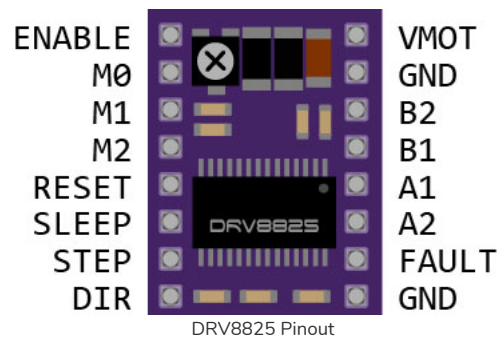 ENABLE
M0
M1
M2
RESET
SLEEP
STEP
DIR
DRV8825
VMOT
GND
B2
B1
A1
A2
FAULT
GND
DRV8825 Pinout